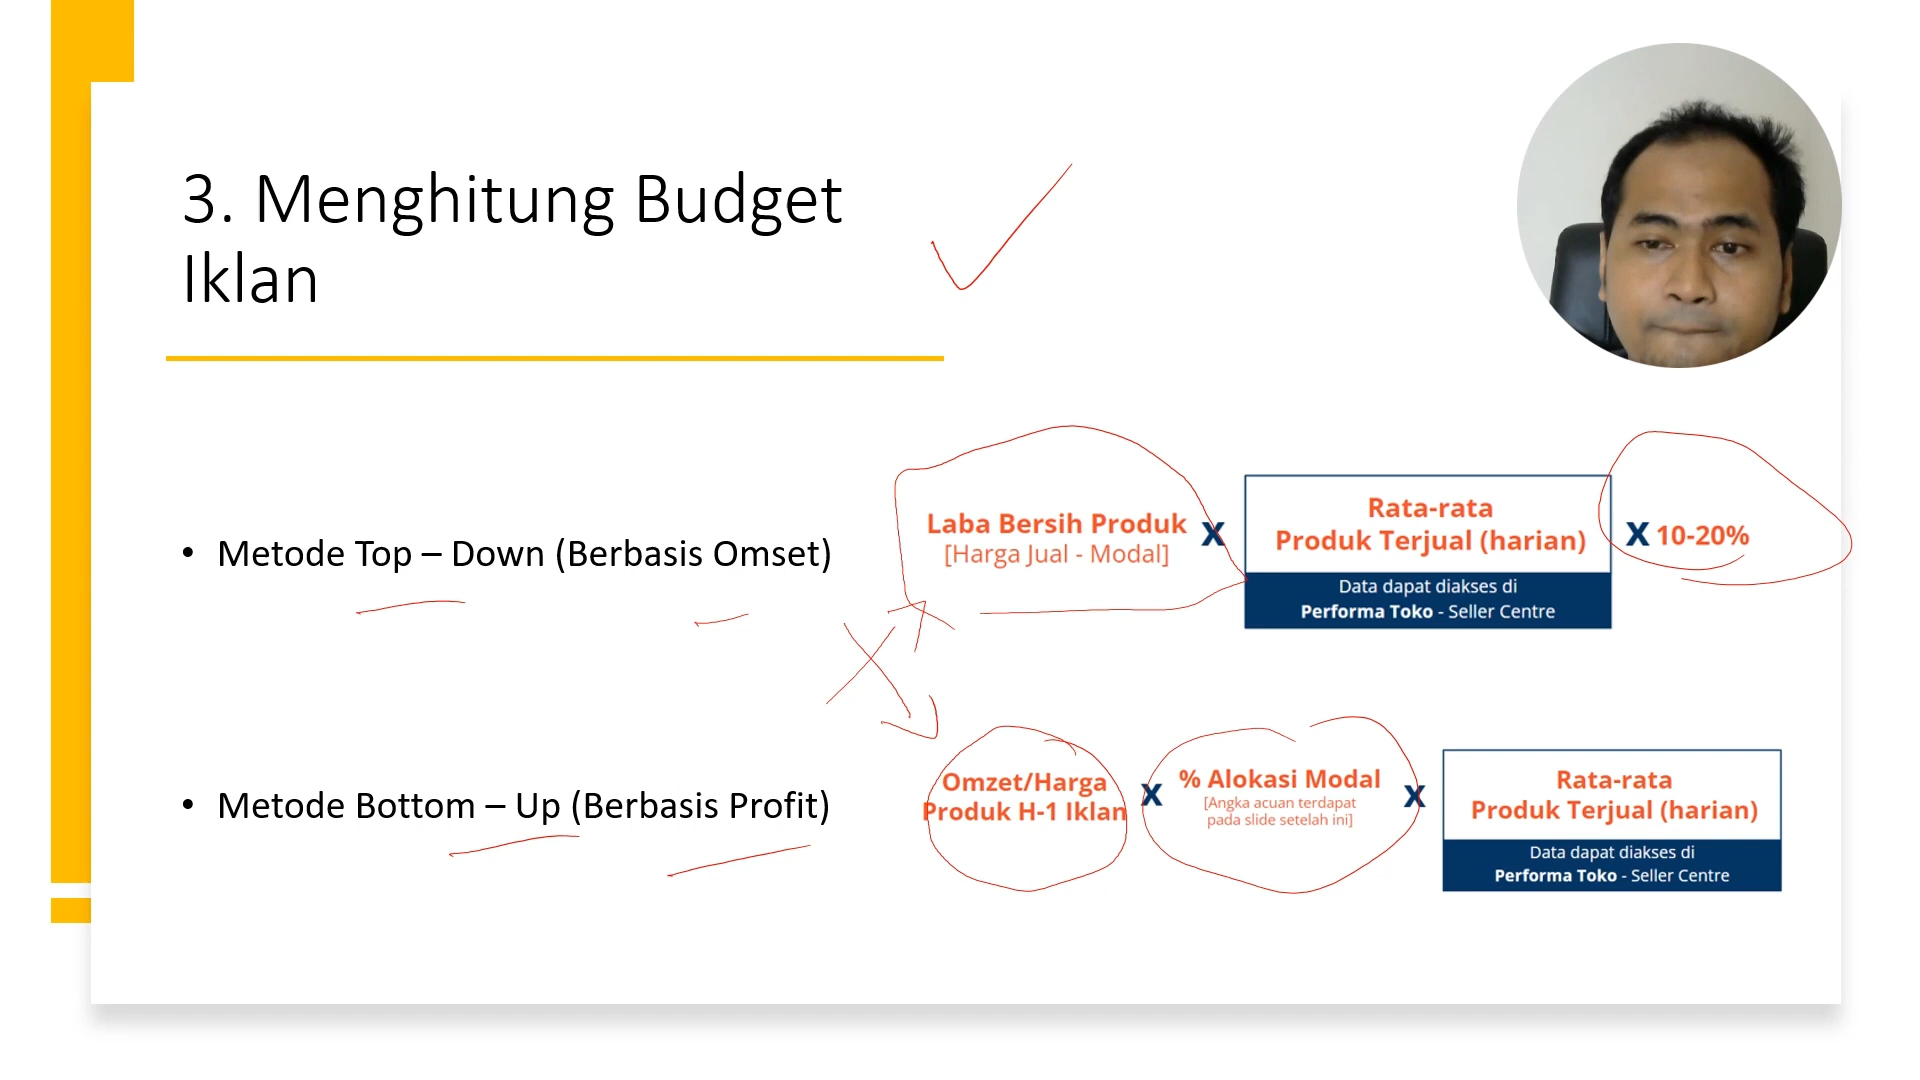 3. Menghitung Budget
Iklan
• Metode Top – Down (Berbasis Omset)
Laba Bersih Produk
[Harga Jual - Modal]
X
Rata-rata
Produk Terjual (harian)
Data dapat diakses di
Performa Toko - Seller Centre
X 10-20%
• Metode Bottom – Up (Berbasis Profit)
Omzet/Harga
Produk H-1 Iklan
X
% Alokasi Modal
[Angka acuan terdapat
pada slide setelah ini]
X
Rata-rata
Produk Terjual (harian)
Data dapat diakses di
Performa Toko - Seller Centre